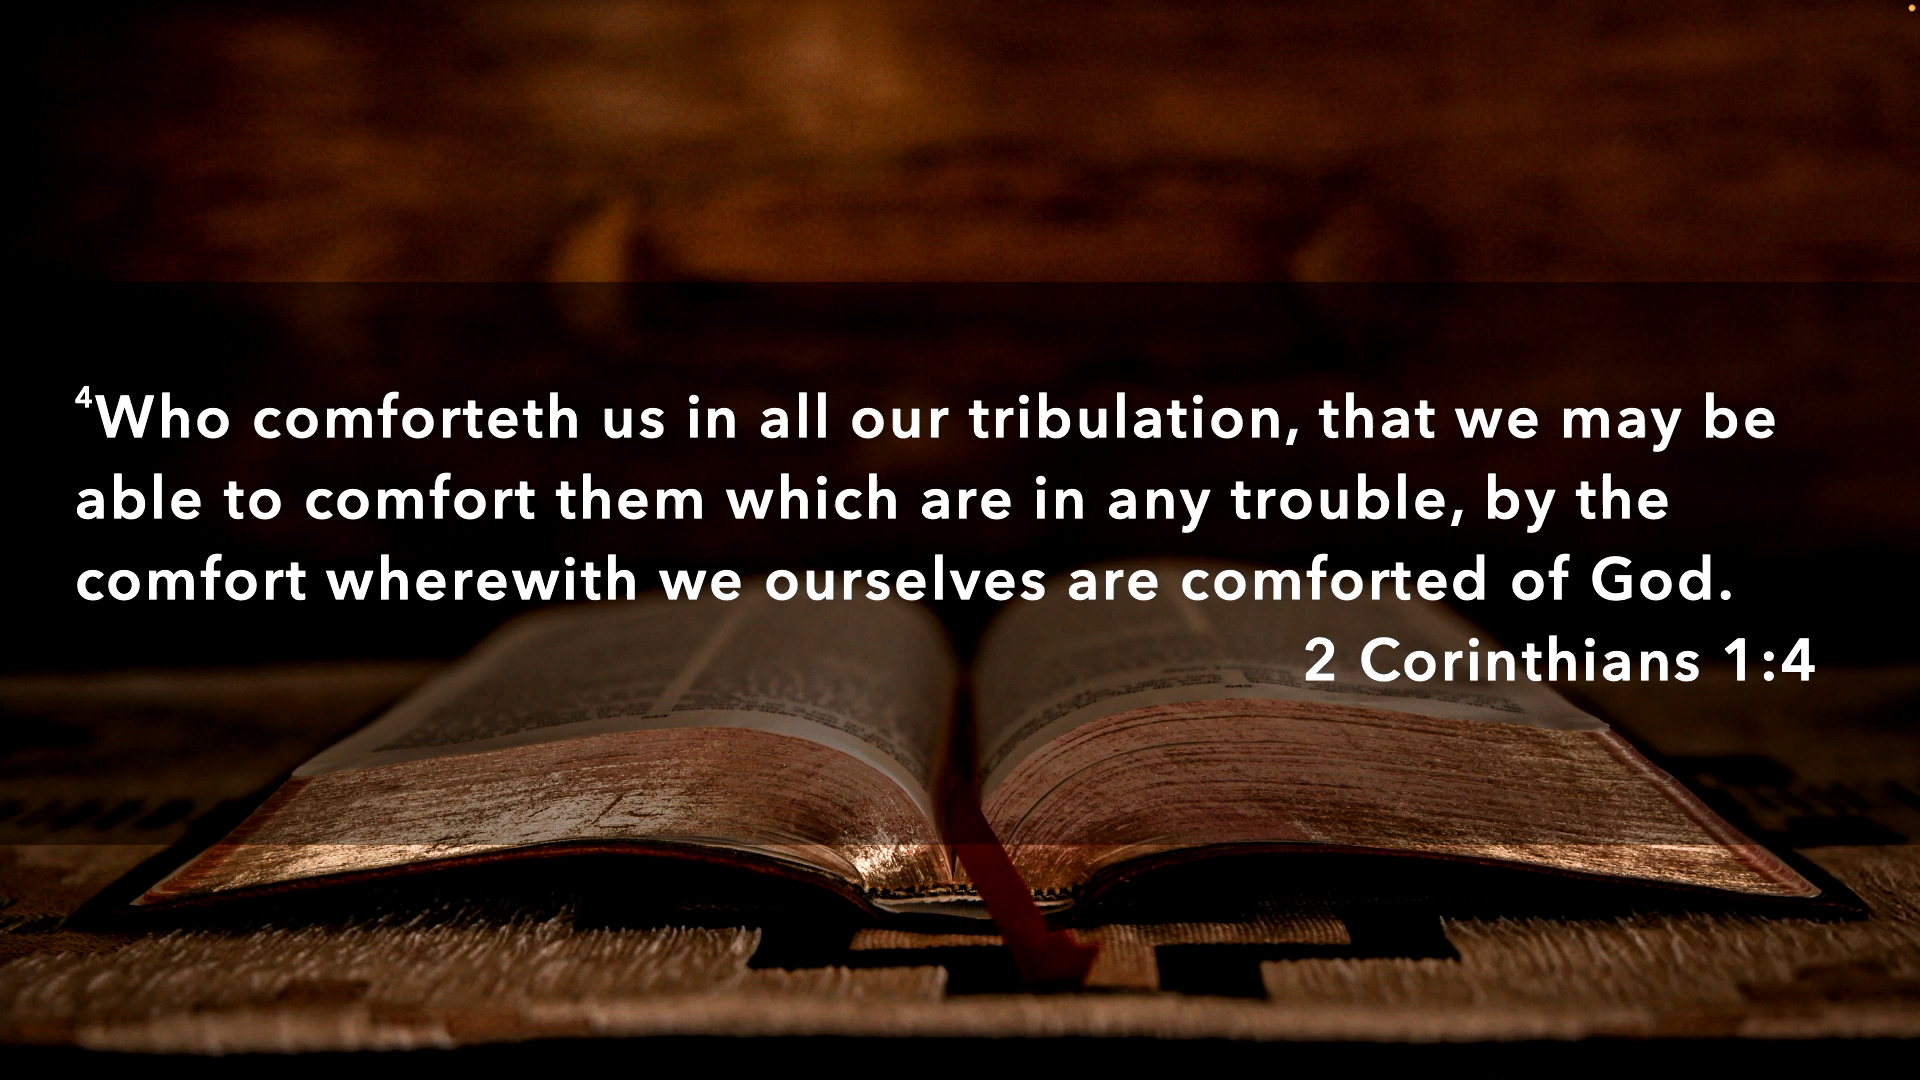 ⁴Who comforteth us in all our tribulation, that we may be
able to comfort them which are in any trouble, by the
comfort wherewith we ourselves are comforted of God.
2 Corinthians 1:4